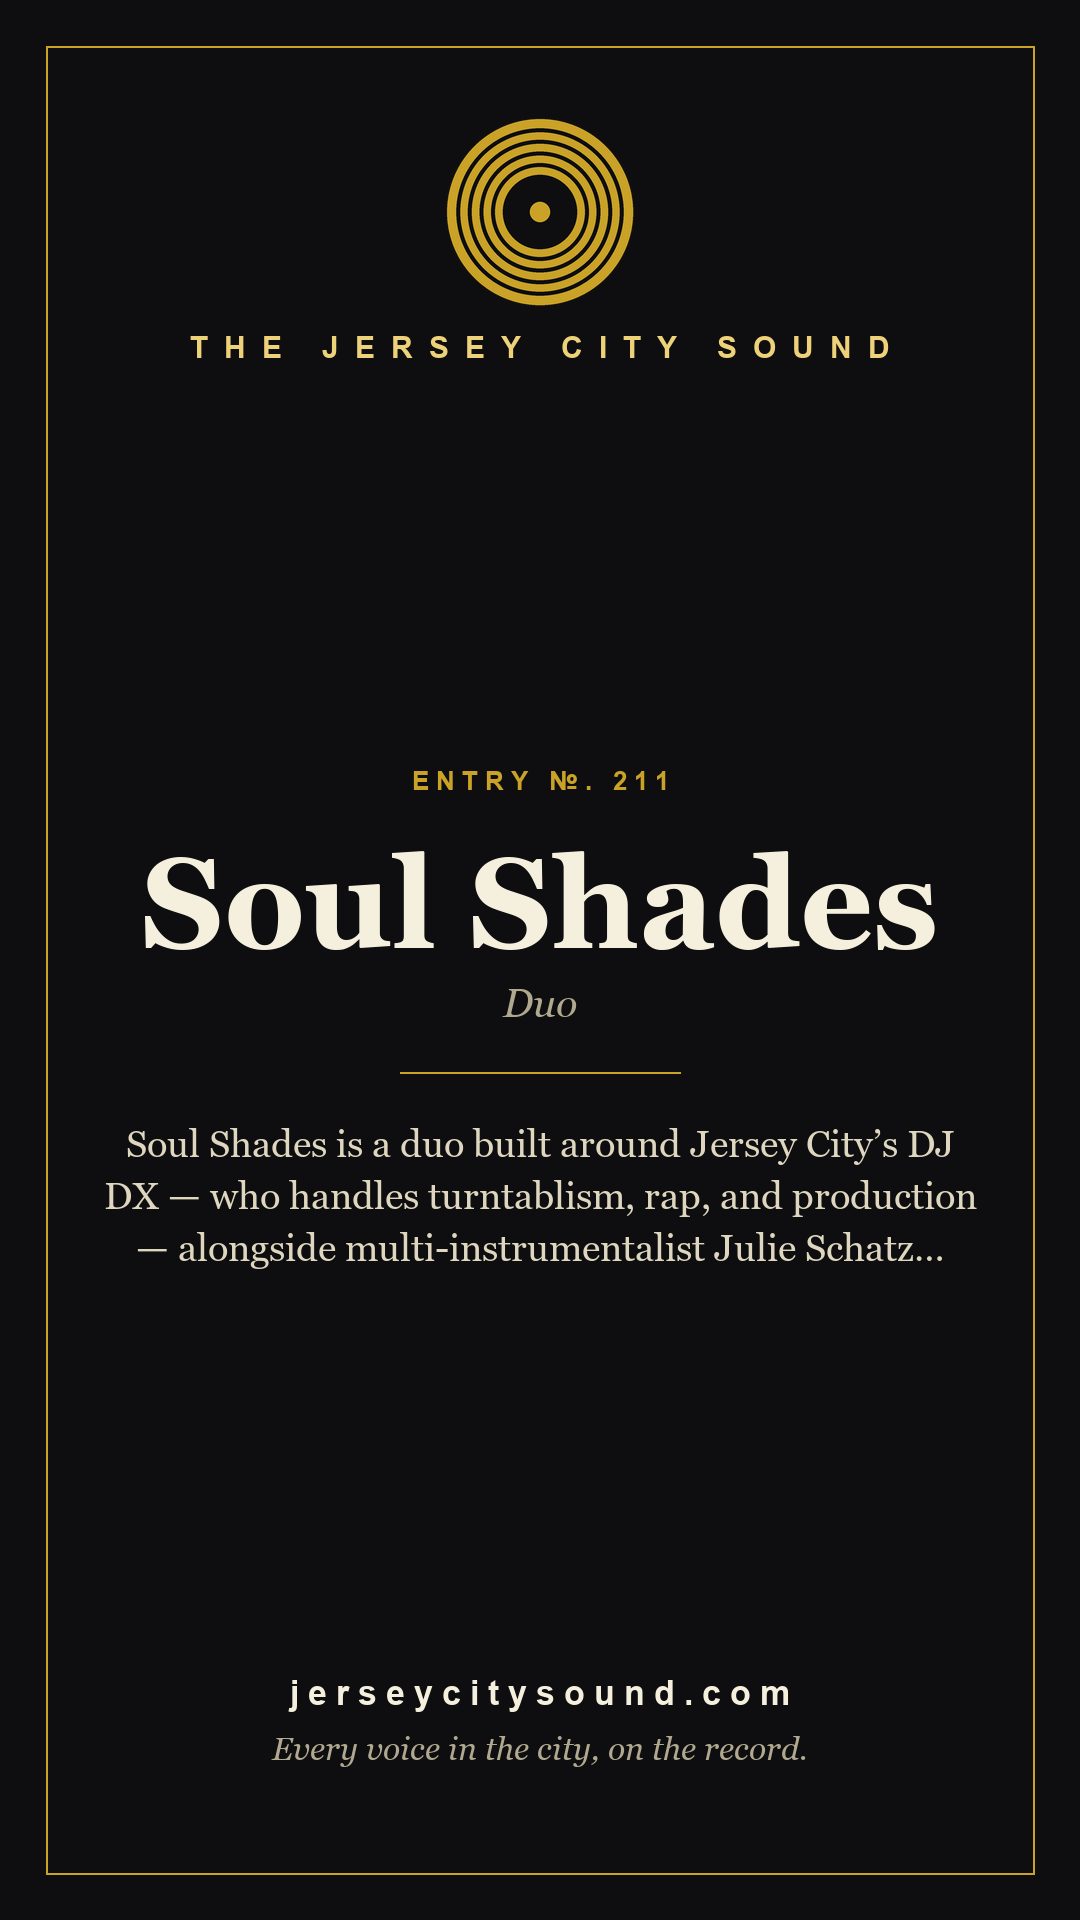 THE JERSEY CITY SOUND
ENTRY №. 211
Soul Shades
Duo
Soul Shades is a duo built around Jersey City’s DJ
DX — who handles turntablism, rap, and production
— alongside multi-instrumentalist Julie Schatz...
jerseycitysound.com
Every voice in the city, on the record.